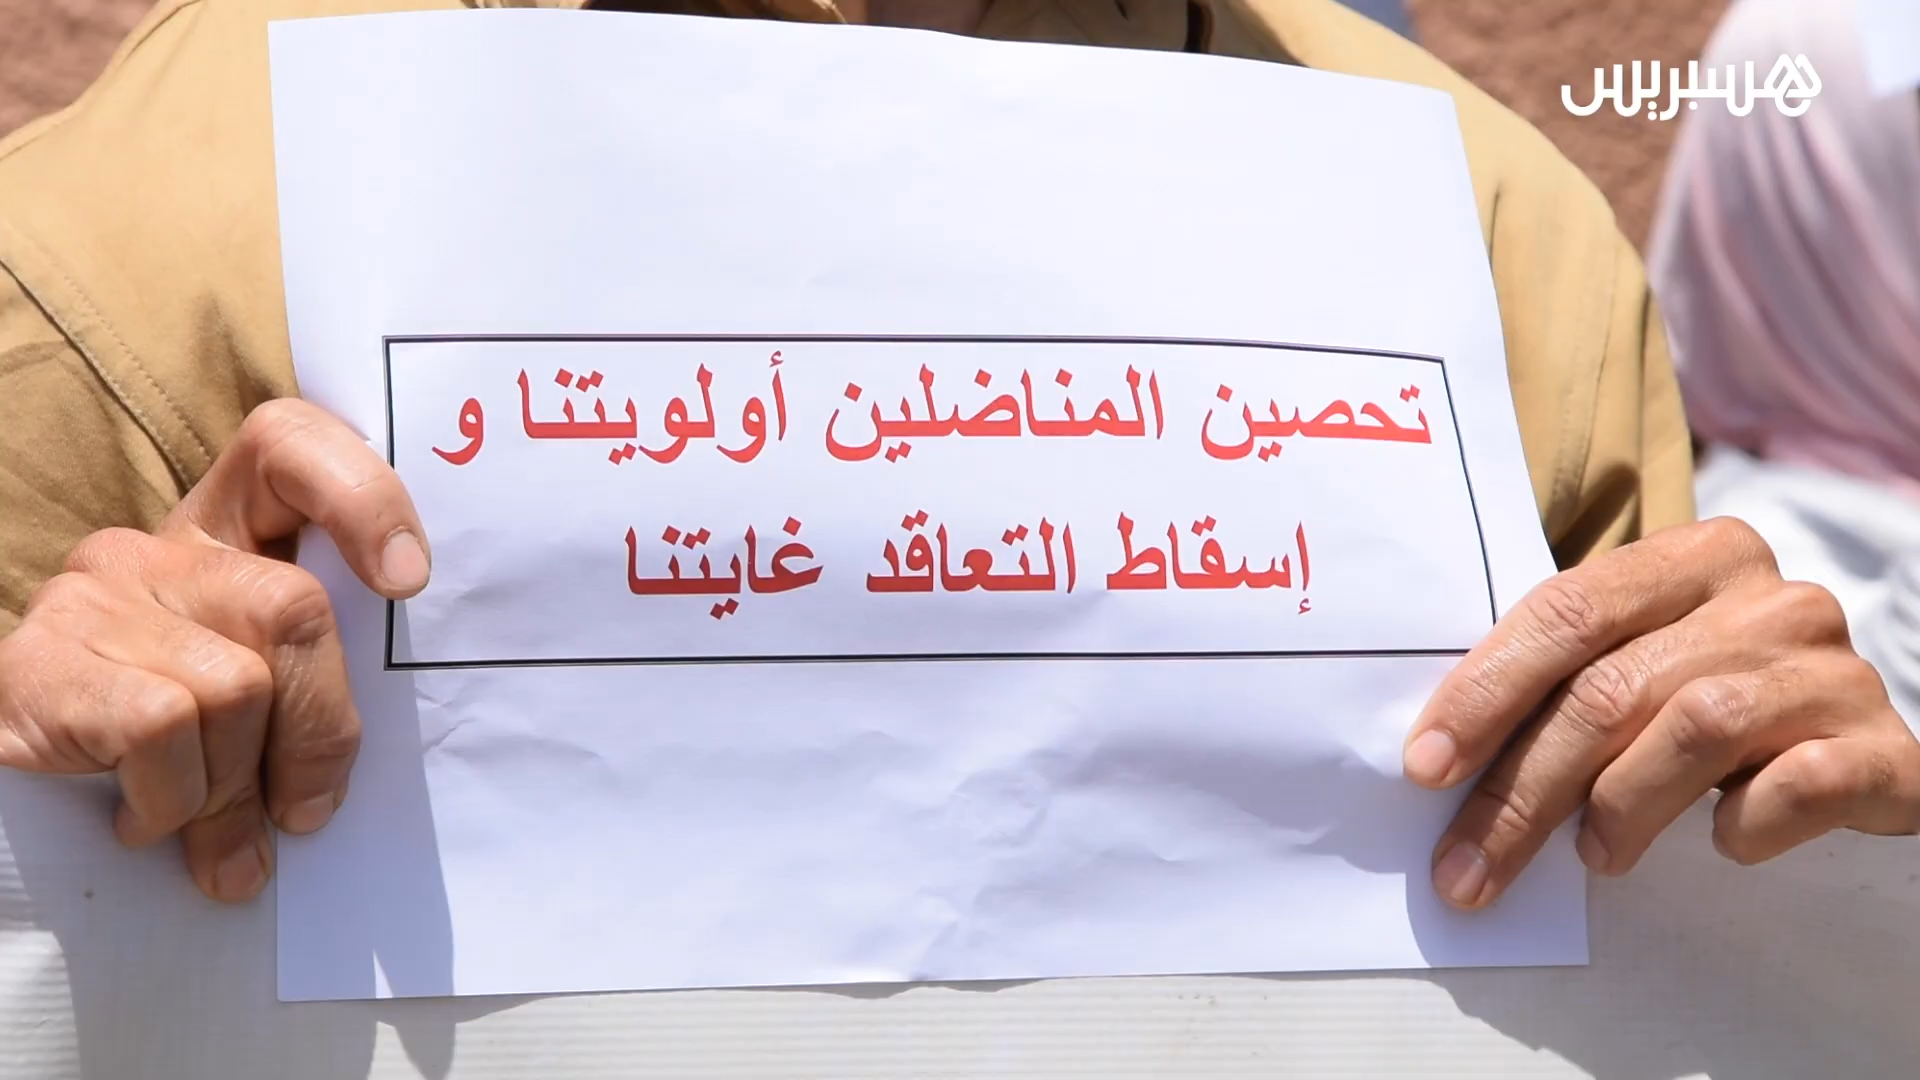 هسبريس
تحصين المناضلين أولويتنا و
إسقاط التعاقد غايتنا